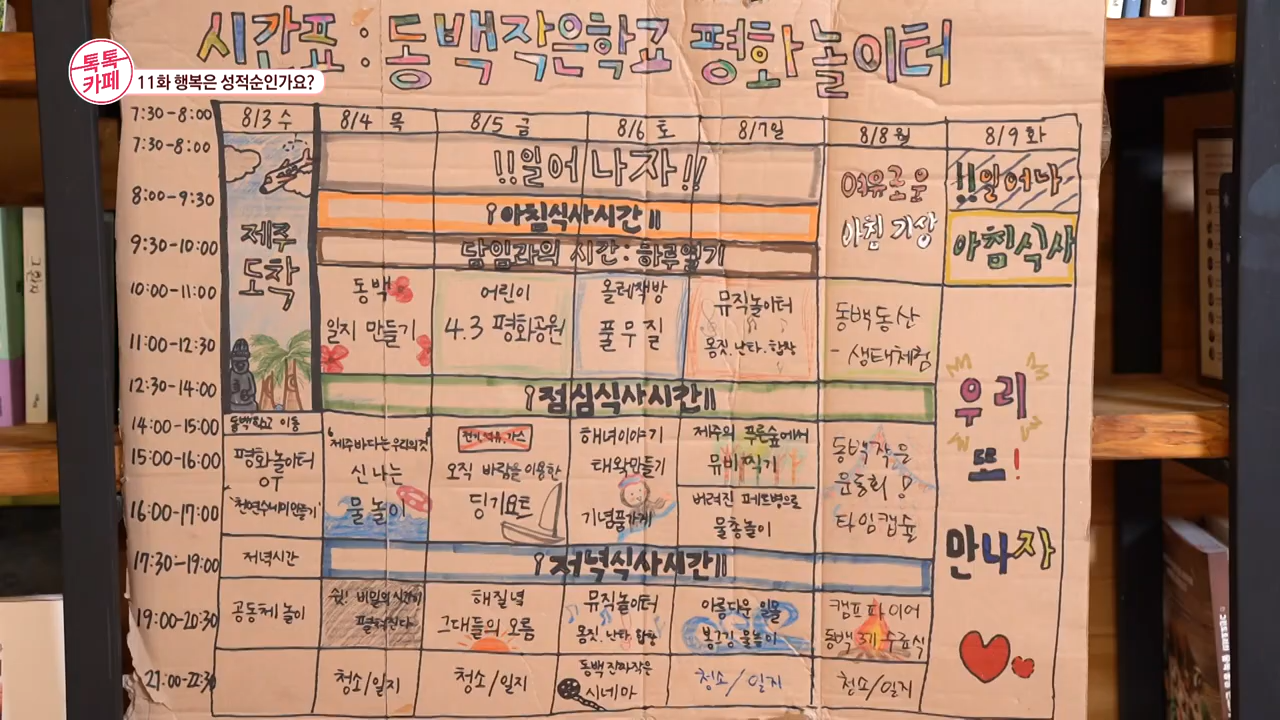 시간표 : 동백작은학교 평화 놀이터
톡톡
카페
11화 행복은 성적순인가요?
7:30-8:00
8/3 수
8/4 목
8/5 금
8/6 토
8/7일
8/8 월
8/9 화
7:30-8:00
!!일어나자!!
여유로운
아침 기상
!!일어나
8:00-9:30
아침식사시간!!
아침식사
제주
도착
9:30-10:00
담임과의 시간 : 하루열기
10:00-11:00
동백
일지 만들기
어린이
4.3 평화공원
올레책방
풀무질
뮤직놀이터
몸짓.난타.합창
동백동산
- 생태체험
11:00-12:30
12:30-14:00
점심식사시간!!
우리
또!
만나자
14:00-15:00
동백학교 이동
15:00-16:00
평화놀이터
"제주바다는 우리의것"
신나는
물놀이
오직 바람을 이용한
딩기요트
해녀이야기
태왁만들기
기념품가게
제주의 푸른숲에서
뮤비찍기
버려진 페트병으로
물총놀이
동백작은
운동회!
타임캡슐
16:00-17:00
17:30-19:00
저녁시간
저녁식사시간!!
19:00-20:30
공동체 놀이
쉿! 비밀의 시간이
펼쳐진다
해질녘
그대들의 오름
뮤직놀이터
몸짓.난타.합창
아름다운 일몰
봉그깅 물놀이
캠프파이어
동백 3기 수료식
21:00-22:30
청소/일지
청소/일지
동백작은
시네마
청소/일지
청소/일지